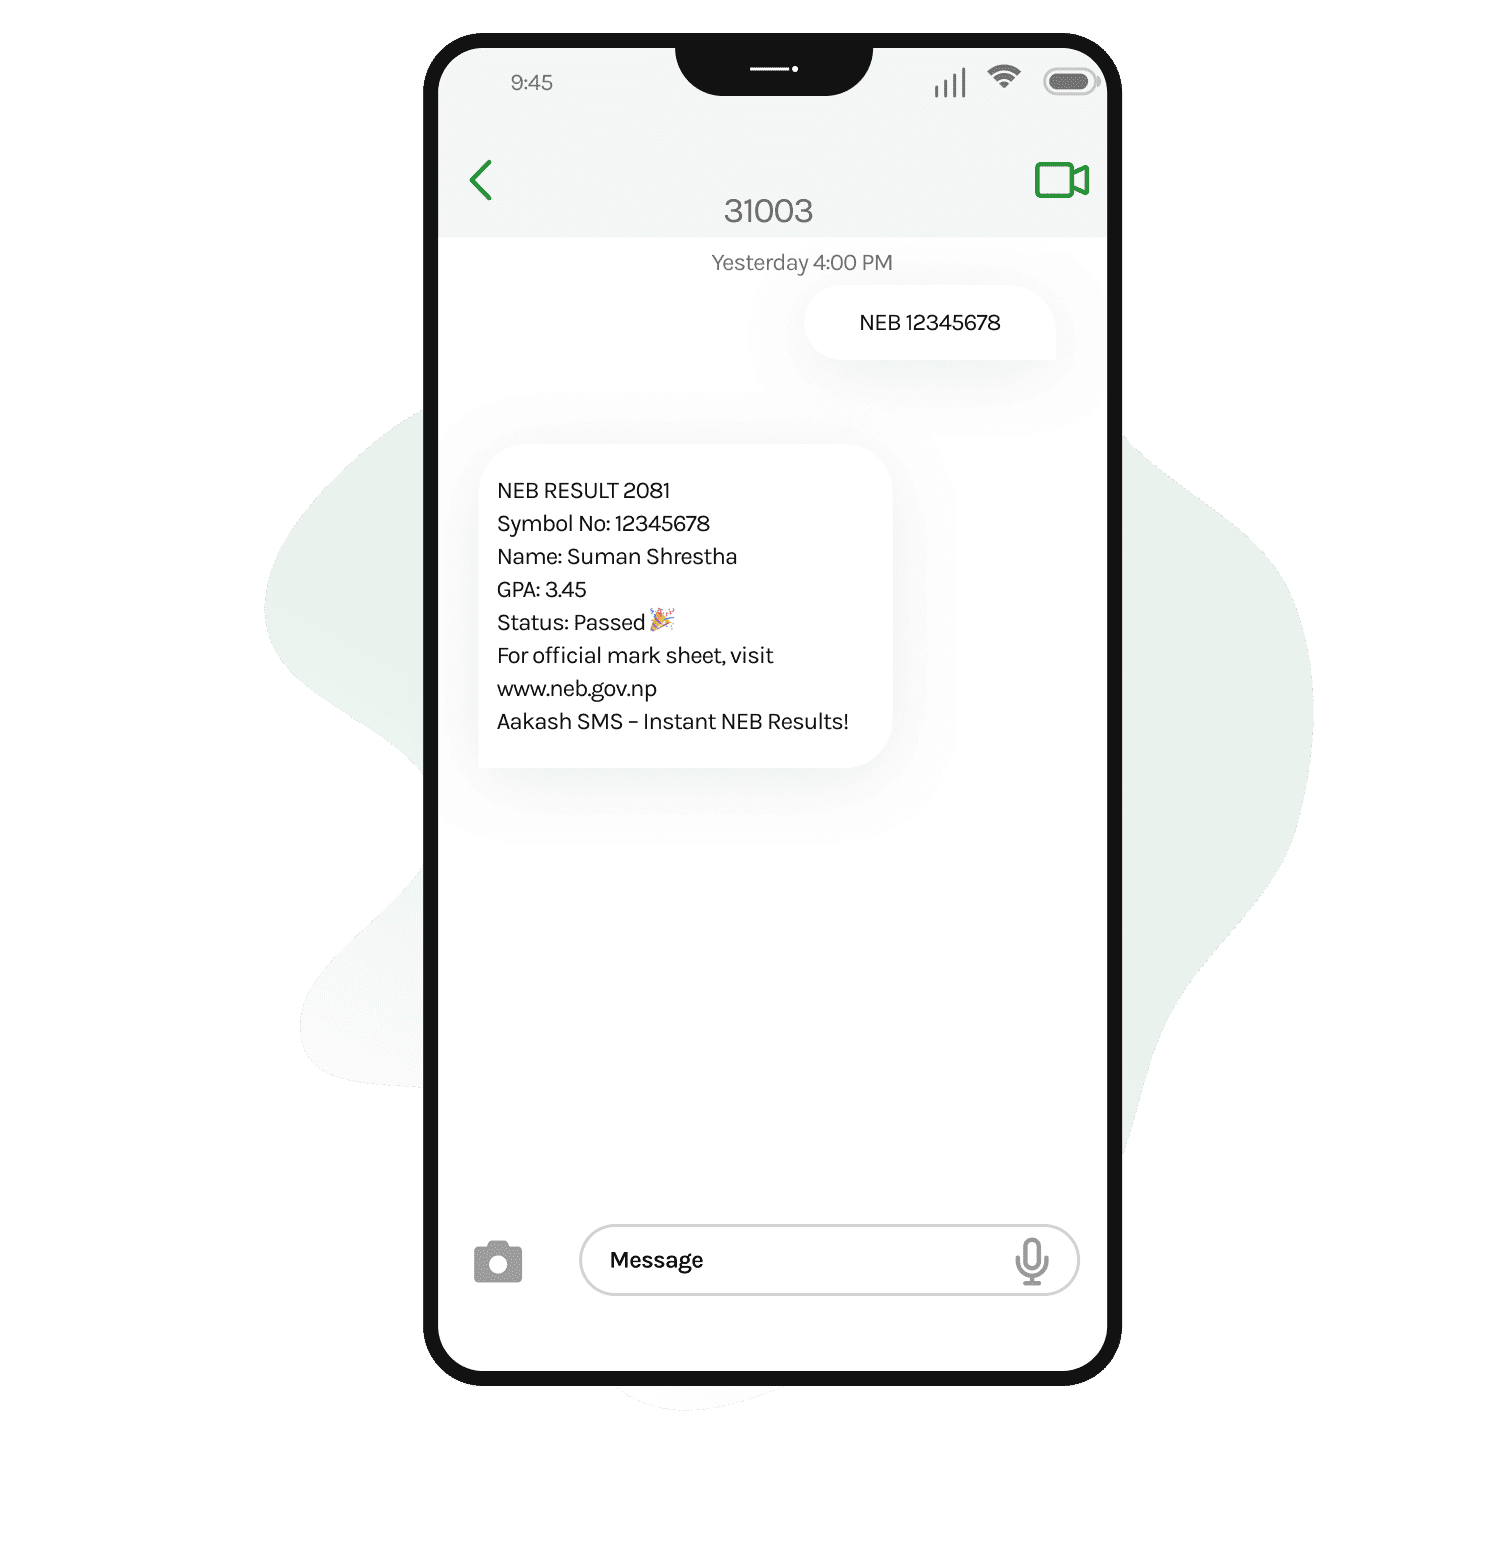 9:45
31003
Yesterday 4:00 PM
NEB 12345678
NEB RESULT 2081
Symbol No: 12345678
Name: Suman Shrestha
GPA: 3.45
Status: Passed🎉
For official mark sheet, visit
www.neb.gov.np
Aakash SMS – Instant NEB Results!
Message